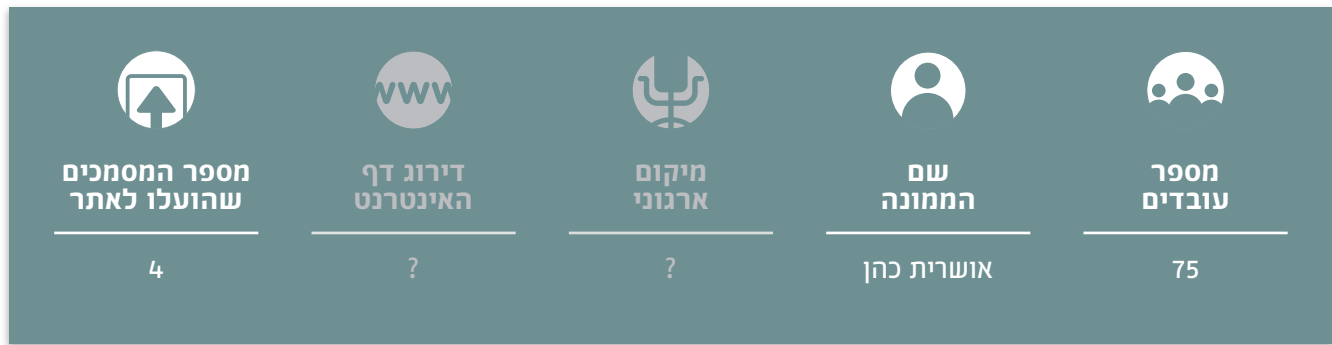 מספר
עובדים
75
שם
הממונה
אושרית כהן
מיקום
ארגוני
?
www
דירוג דף
האינטרנט
?
מספר המסמכים
שהועלו לאתר
4